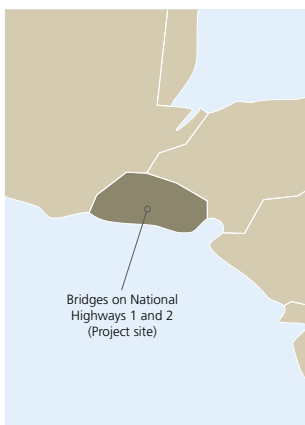 Bridges on National
Highways 1 and 2
(Project site)